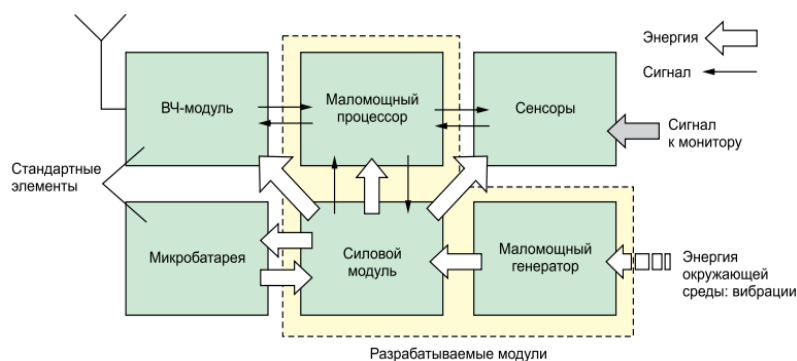 Энергия
Сигнал
ВЧ-модуль
Маломощный
процессор
Сенсоры
Сигнал
к монитору
Стандартные
элементы
Микробатарея
Силовой
модуль
Маломощный
генератор
Энергия
окружающей
среды: вибрации
Разрабатываемые модули